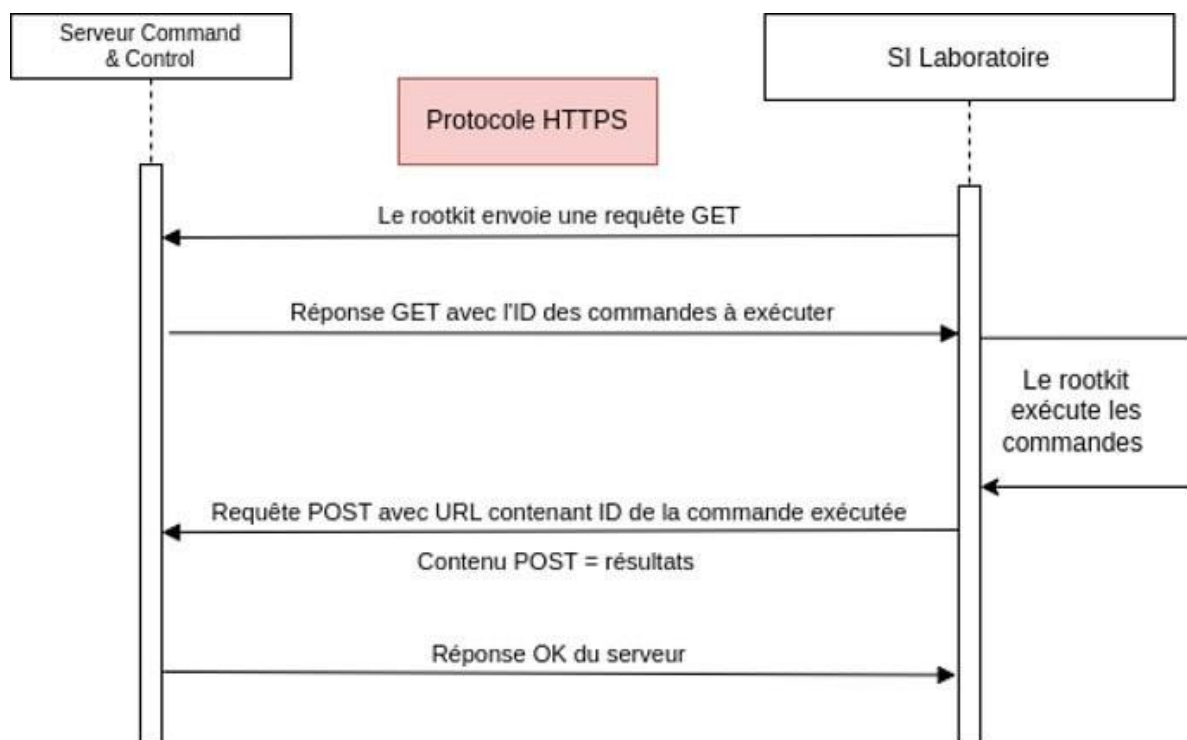 Serveur Command
& Control
SI Laboratoire
Protocole HTTPS
Le rootkit envoie une requête GET
Réponse GET avec l'ID des commandes à exécuter
Le rootkit
exécute les
commandes
Requête POST avec URL contenant ID de la commande exécutée
Contenu POST = résultats
Réponse OK du serveur